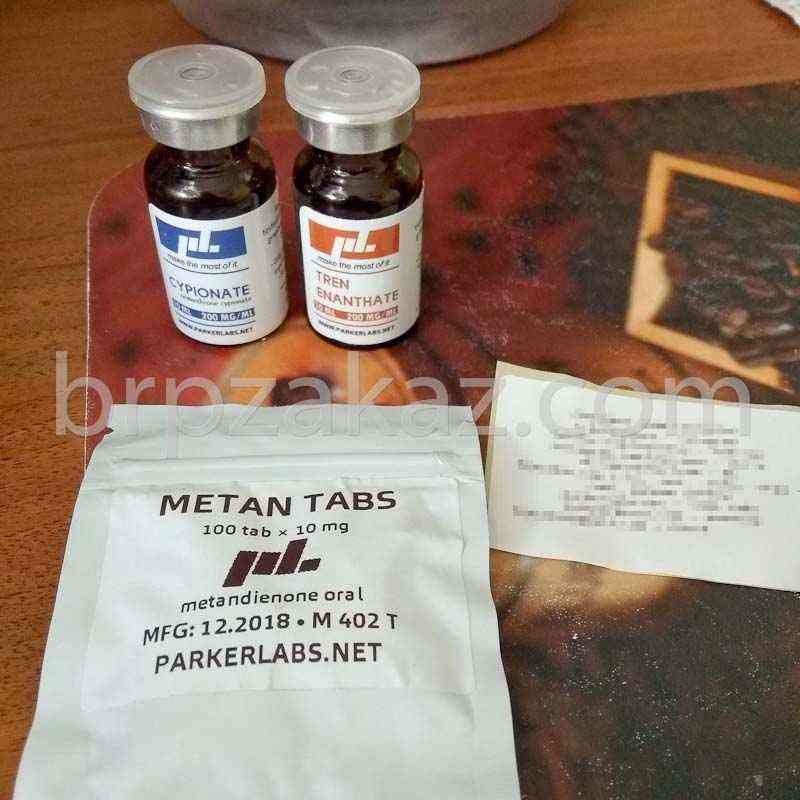 pL.
make the most of it.
CYPIONATE
testosterone cypionate
10 ML 200 MG/ML
WWW.PARKERLABS.NET
pL.
make the most of it.
TREN
ENANTHATE
10 ML 200 MG/ML
WWW.PARKERLABS.NET
brpzakaz.com
METAN TABS
100 tab × 10 mg
pL.
metandienone oral
MFG: 12.2018 • M 402 T
PARKERLABS.NET